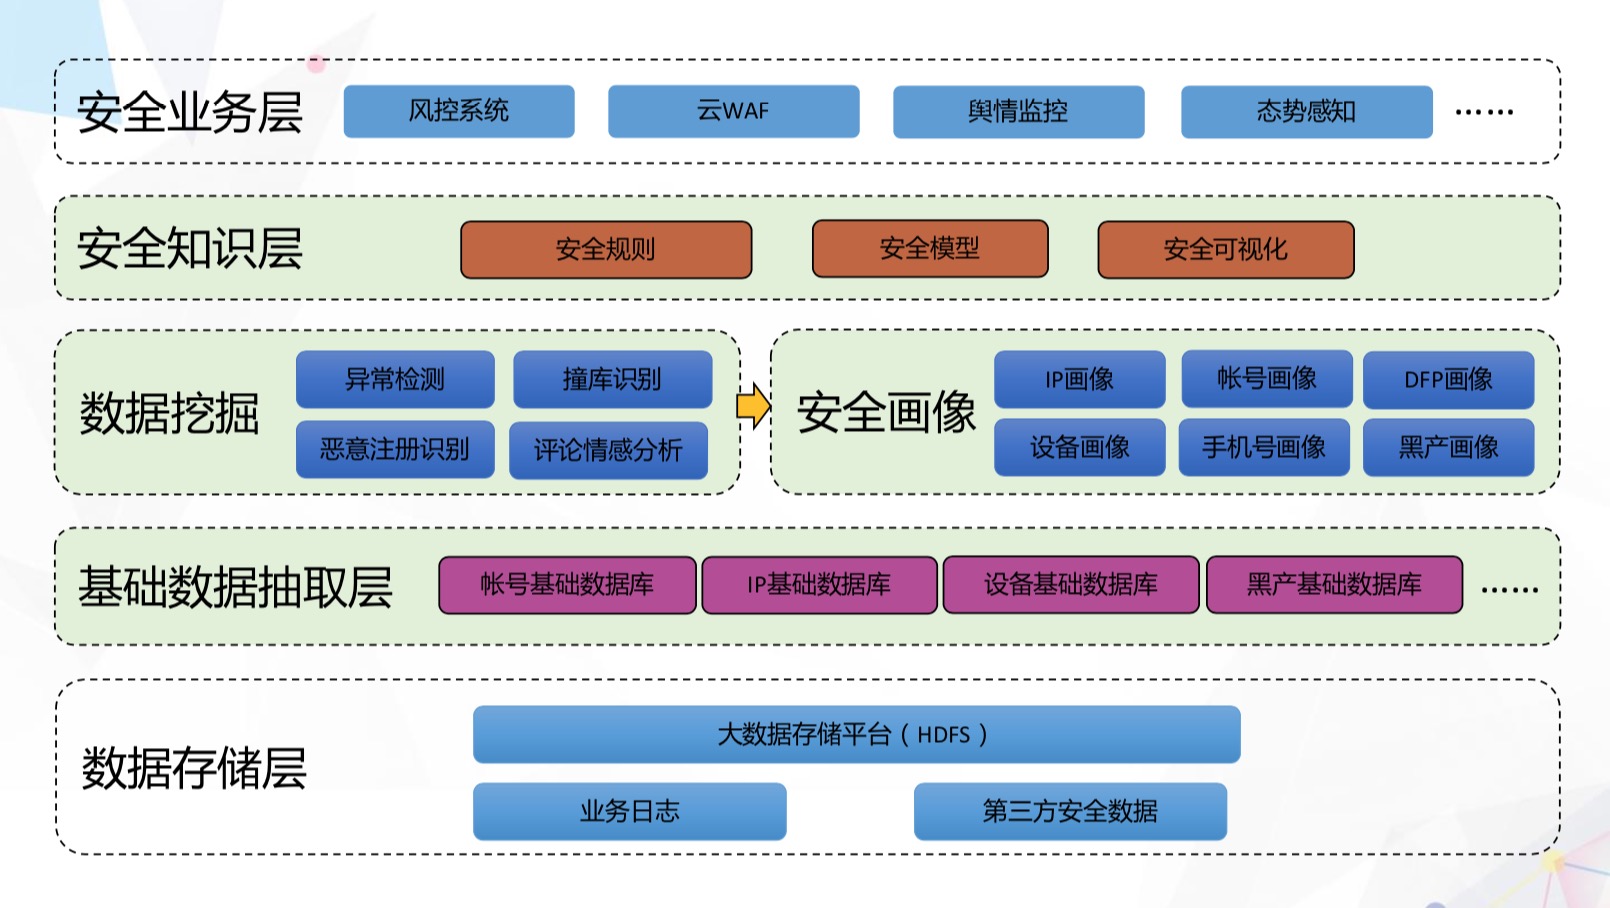 安全业务层
风控系统
云WAF
舆情监控
态势感知
······
安全知识层
安全规则
安全模型
安全可视化
数据挖掘
异常检测
撞库识别
恶意注册识别
评论情感分析
安全画像
IP画像
帐号画像
DFP画像
设备画像
手机号画像
黑产画像
基础数据抽取层
帐号基础数据库
IP基础数据库
设备基础数据库
黑产基础数据库
······
数据存储层
大数据存储平台（HDFS）
业务日志
第三方安全数据